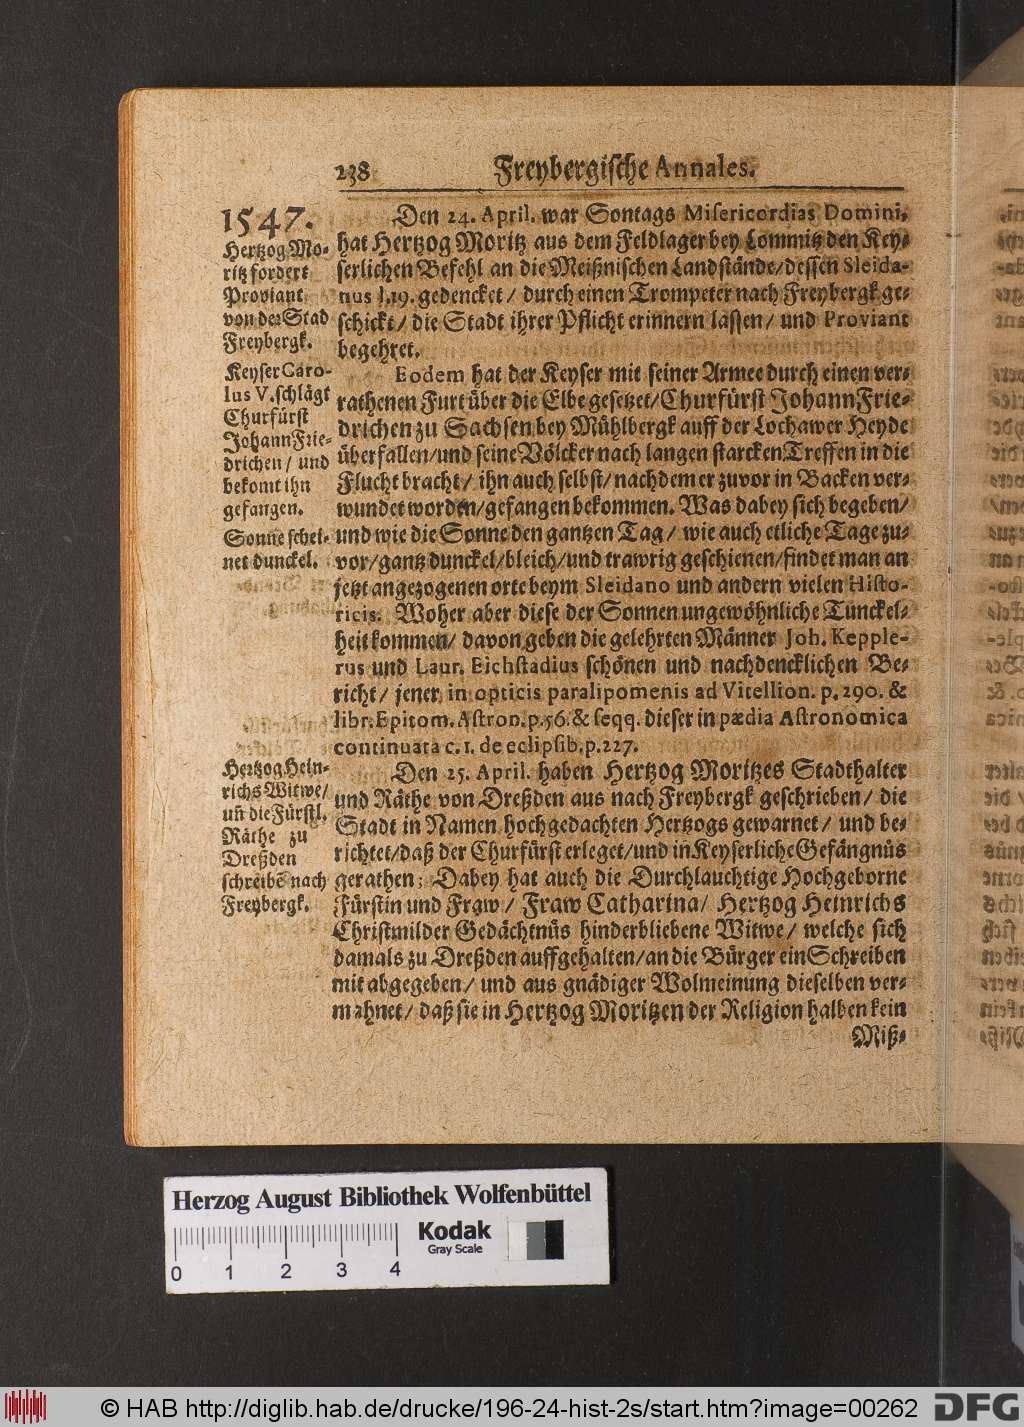 238 Freybergische Annales.
1547.
Hertzog Mo-
ritz fordert
Proviant
von der Stad
Freybergk.
Keyser Caro-
lus V. schlägt
Churfürst
Johann Frie-
drichen / und
bekomt ihn
gefangen.
Sonne schei-
net dunckel.
Hertzog Hein-
richs Witwe/
uñ die Fürstl.
Räthe zu
Dreßden
schreibẽ nach
Freybergk.
Den 24. April. war Sontags Misericordias Domini,
hat Hertzog Moritz aus dem Feldlager bey Lommitz den Key-
serlichen Befehl an die Meißnischen Landstände/dessen Sleida-
nus l.19. gedencket / durch einen Trompeter nach Freybergk ge-
schickt / die Stadt ihrer Pflicht erinnern lassen / und Proviant
begehret.
Eodem hat der Keyser mit seiner Armee durch einen ver-
rathenen Furt über die Elbe gesetzet/Churfürst Johann Frie-
drichen zu Sachsen bey Mühlbergk auff der Lochawer Heyde
überfallen/und seine Völcker nach langen starcken Treffen in die
Flucht bracht / ihn auch selbst / nachdem er zuvor in Backen ver-
wundet worden/gefangen bekommen. Was dabey sich begeben/
und wie die Sonne den gantzen Tag / wie auch etliche Tage zu-
vor/gantz dunckel/bleich/und trawrig geschienen/findet man an
jetzt angezogenen orte beym Sleidano und andern vielen Histo-
ricis. Woher aber diese der Sonnen ungewöhnliche Tunckel-
heit kommen/ davon geben die gelehrten Männer Joh. Kepple-
rus und Laur. Eichstadius schönen und nachdencklichen Be-
richt / jener in opticis paralipomenis ad Vitellion. p. 290. &
libr. Epitom. Astron. p. 56. & seqq. dieser in pædia Astronomica
continuata c. 1. de eclipsib. p. 227.
Den 25. April. haben Hertzog Moritzes Stadthalter
und Räthe von Dreßden aus nach Freybergk geschrieben / die
Stadt in Namen hochgedachten Hertzogs gewarnet / und be-
richtet/daß der Churfürst erleget/und in Keyserliche Gefängnüs
gerathen; Dabey hat auch die Durchlauchtige Hochgeborne
Fürstin und Fraw / Fraw Catharina/ Hertzog Heinrichs
Christmilder Gedächtnüs hinderbliebene Witwe / welche sich
damals zu Dreßden auffgehalten/an die Bürger ein Schreiben
mit abgegeben / und aus gnädiger Wolmeinung dieselben ver-
mahnet / daß sie in Hertzog Moritzen der Religion halben kein
Miß-
Herzog August Bibliothek Wolfenbüttel
Kodak
Gray Scale
0 1 2 3 4
© HAB http://diglib.hab.de/drucke/196-24-hist-2s/start.htm?image=00262
DFG